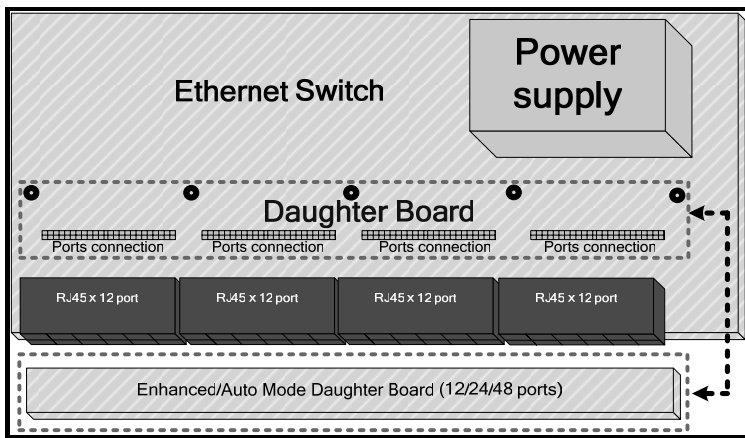 Power
supply
Ethernet Switch
Daughter Board
Ports connection Ports connection Ports connection Ports connection
RJ45 x 12 port RJ45 x 12 port RJ45 x 12 port RJ45 x 12 port
Enhanced/Auto Mode Daughter Board (12/24/48 ports)